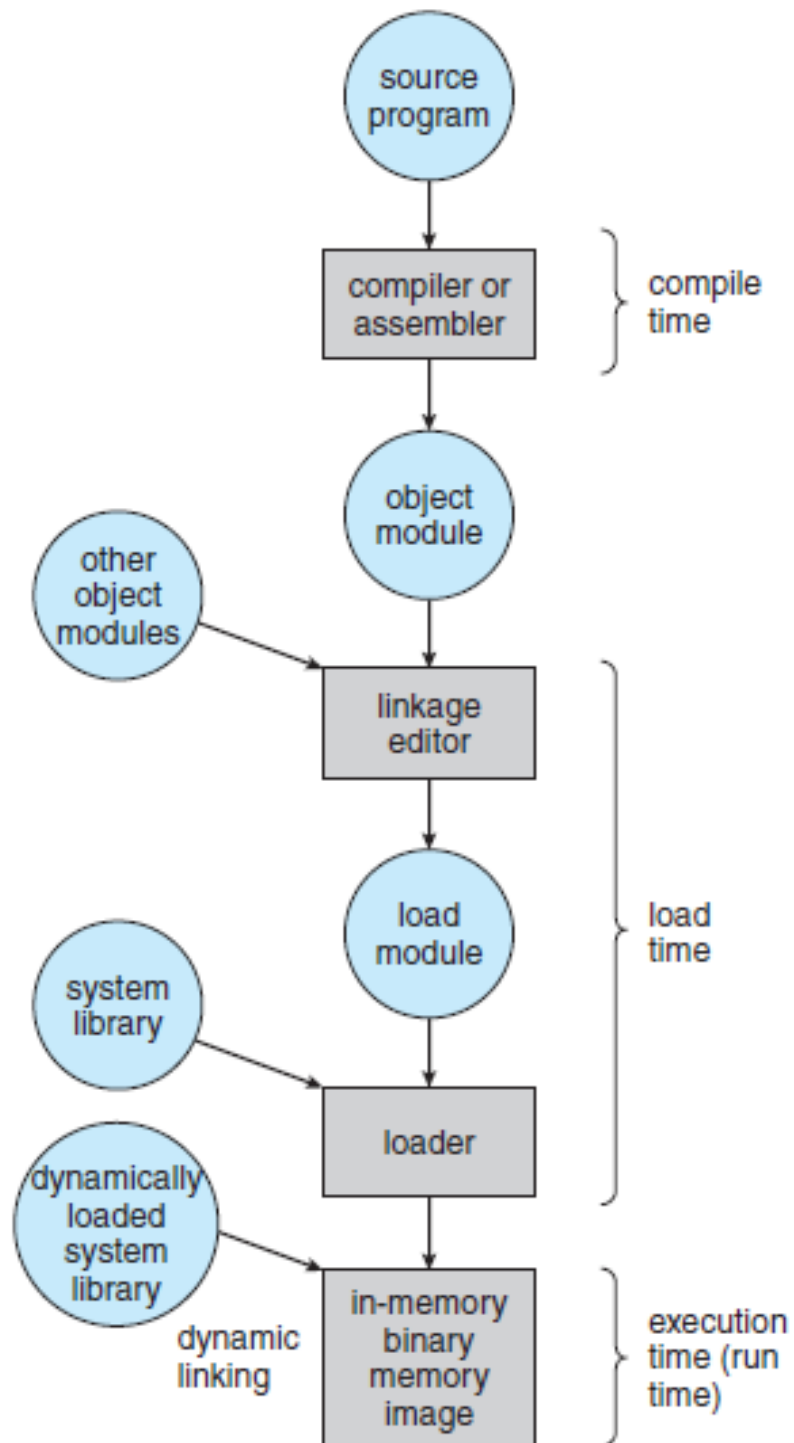 source
program
compiler or
assembler
compile
time
object
module
other
object
modules
linkage
editor
load
module
load
time
system
library
loader
dynamically
loaded
system
library
dynamic
linking
in-memory
binary
memory
image
execution
time (run
time)